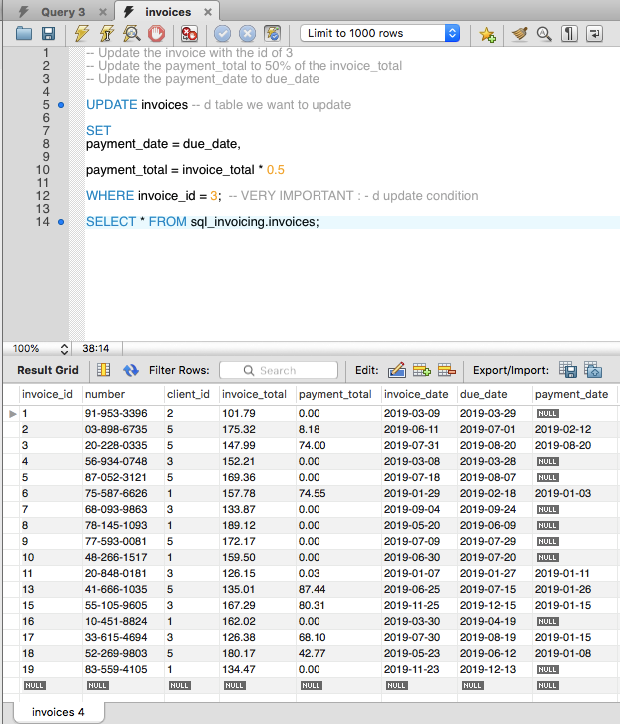 Query 3
invoices
Limit to 1000 rows
1 -- Update the invoice with the id of 3
2 -- Update the payment_total to 50% of the invoice_total
3 -- Update the payment_date to due_date
4
5 UPDATE invoices -- d table we want to update
6
7 SET
8 payment_date = due_date,
9
10 payment_total = invoice_total * 0.5
11
12 WHERE invoice_id = 3; -- VERY IMPORTANT : - d update condition
13
14 SELECT * FROM sql_invoicing.invoices;
100% 38:14
Result Grid Filter Rows: Search Edit: Export/Import:
invoice_id number client_id invoice_total payment_total invoice_date due_date payment_date
1 91-953-3396 2 101.79 0.00 2019-03-09 2019-03-29 NULL
2 03-898-6735 5 175.32 8.18 2019-06-11 2019-07-01 2019-02-12
3 20-228-0335 5 147.99 74.00 2019-07-31 2019-08-20 2019-08-20
4 56-934-0748 3 152.21 0.00 2019-03-08 2019-03-28 NULL
5 87-052-3121 5 169.36 0.00 2019-07-18 2019-08-07 NULL
6 75-587-6626 1 157.78 74.55 2019-01-29 2019-02-18 2019-01-03
7 68-093-9863 3 133.87 0.00 2019-09-04 2019-09-24 NULL
8 78-145-1093 1 189.12 0.00 2019-05-20 2019-06-09 NULL
9 77-593-0081 5 172.17 0.00 2019-07-09 2019-07-29 NULL
10 48-266-1517 1 159.50 0.00 2019-06-30 2019-07-20 NULL
11 20-848-0181 3 126.15 0.03 2019-01-07 2019-01-27 2019-01-11
13 41-666-1035 5 135.01 87.44 2019-06-25 2019-07-15 2019-01-26
15 55-105-9605 3 167.29 80.31 2019-11-25 2019-12-15 2019-01-15
16 10-451-8824 1 162.02 0.00 2019-03-30 2019-04-19 NULL
17 33-615-4694 3 126.38 68.10 2019-07-30 2019-08-19 2019-01-15
18 52-269-9803 5 180.17 42.77 2019-05-23 2019-06-12 2019-01-08
19 83-559-4105 1 134.47 0.00 2019-11-23 2019-12-13 NULL
NULL NULL NULL NULL NULL NULL NULL NULL
invoices 4